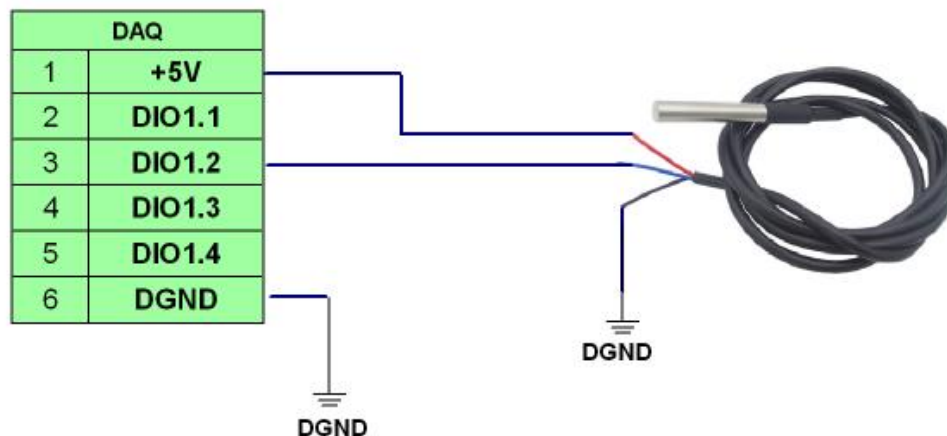 DAQ
1 +5V
2 DIO1.1
3 DIO1.2
4 DIO1.3
5 DIO1.4
6 DGND
DGND
DGND